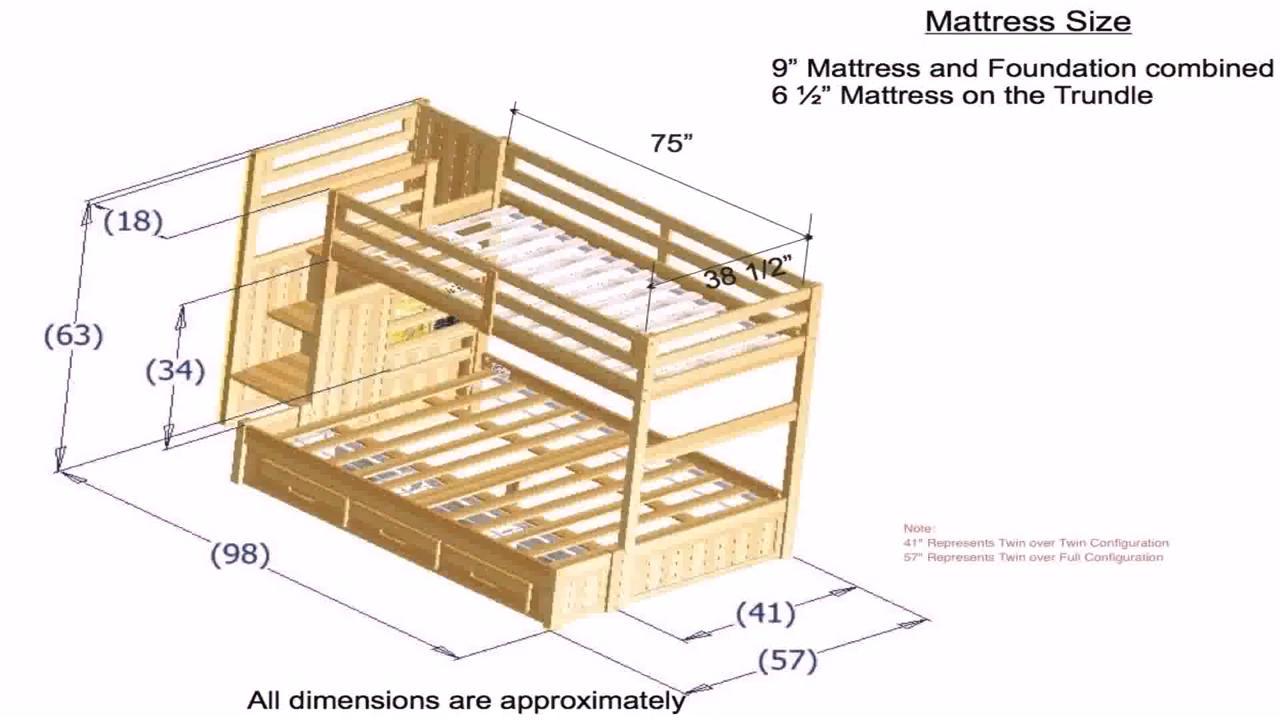 Mattress Size
9” Mattress and Foundation combined
6 ½” Mattress on the Trundle
75”
(18)
38 1/2”
(63)
(34)
Note:
41" Represents Twin over Twin Configuration
57" Represents Twin over Full Configuration
(98)
(41)
(57)
All dimensions are approximately